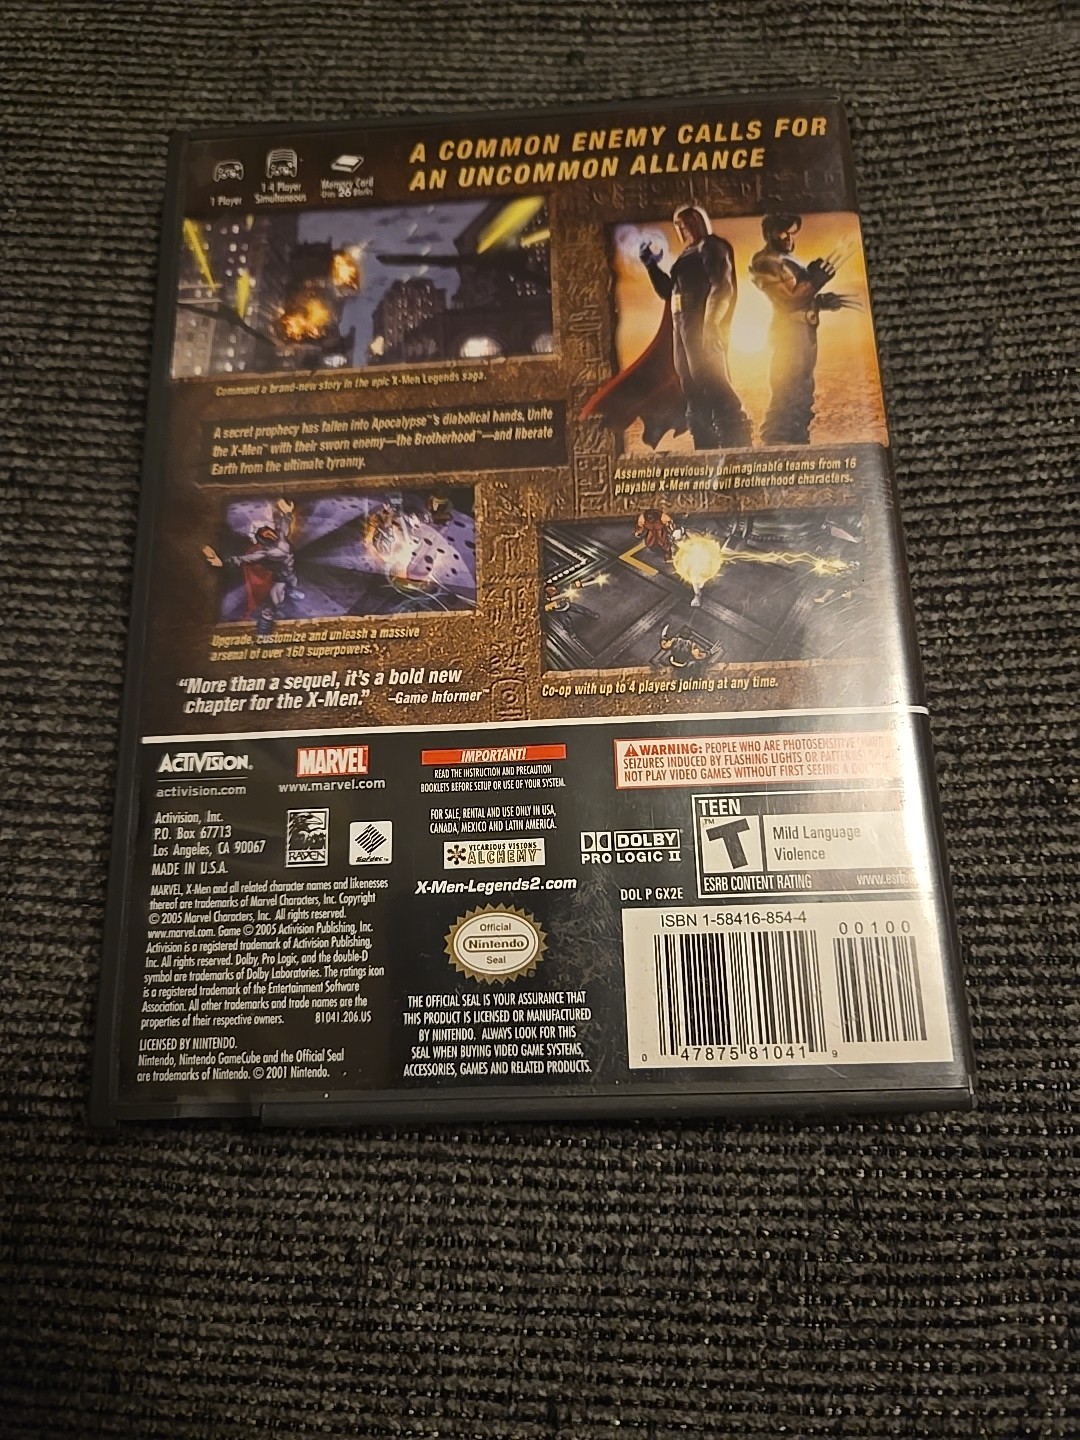 A COMMON ENEMY CALLS FOR
AN UNCOMMON ALLIANCE
1 Player
1-4 Player
Simultaneous
Memory Card
26 Blocks
Command a brand-new story in the epic X-Men Legends saga.
A secret prophecy has fallen into Apocalypse™'s diabolical hands. Unite
the X-Men™ with their sworn enemy—the Brotherhood™—and liberate
Earth from the ultimate tyranny.
Assemble previously unimaginable teams from 16
playable X-Men and evil Brotherhood characters.
Upgrade, customize and unleash a massive
arsenal of over 160 superpowers.
Co-op with up to 4 players joining at any time.
"More than a sequel, it's a bold new
chapter for the X-Men."
–Game Informer™
ACTIVISION®
activision.com
MARVEL
www.marvel.com
Activision, Inc.
P.O. Box 67713
Los Angeles, CA 90067
MADE IN U.S.A.
RAVEN
Sofdec™
MARVEL, X-Men and all related character names and likenesses
thereof are trademarks of Marvel Characters, Inc. Copyright
© 2005 Marvel Characters, Inc. All rights reserved.
www.marvel.com. Game © 2005 Activision Publishing, Inc.
Activision is a registered trademark of Activision Publishing,
Inc. All rights reserved. Dolby, Pro Logic, and the double-D
symbol are trademarks of Dolby Laboratories. The ratings icon
is a registered trademark of the Entertainment Software
Association. All other trademarks and trade names are the
properties of their respective owners. 81041.206.US
LICENSED BY NINTENDO.
Nintendo, Nintendo GameCube and the Official Seal
are trademarks of Nintendo. © 2001 Nintendo.
IMPORTANT!
READ THE INSTRUCTION AND PRECAUTION
BOOKLETS BEFORE SETUP OR USE OF YOUR SYSTEM.
FOR SALE, RENTAL AND USE ONLY IN USA,
CANADA, MEXICO AND LATIN AMERICA.
VICARIOUS VISIONS
ALCHEMY
X-Men-Legends2.com
Official
Nintendo
Seal
THE OFFICIAL SEAL IS YOUR ASSURANCE THAT
THIS PRODUCT IS LICENSED OR MANUFACTURED
BY NINTENDO. ALWAYS LOOK FOR THIS
SEAL WHEN BUYING VIDEO GAME SYSTEMS,
ACCESSORIES, GAMES AND RELATED PRODUCTS.
WARNING: PEOPLE WHO ARE PHOTOSENSITIVE
SEIZURES INDUCED BY FLASHING LIGHTS OR
NOT PLAY VIDEO GAMES WITHOUT FIRST SEEING A
DOLBY
PRO LOGIC II
DOL P GX2E
TEEN
T
™
Mild Language
Violence
ESRB CONTENT RATING www.esrb.
ISBN 1-58416-854-4
00100
0 47875 81041 9